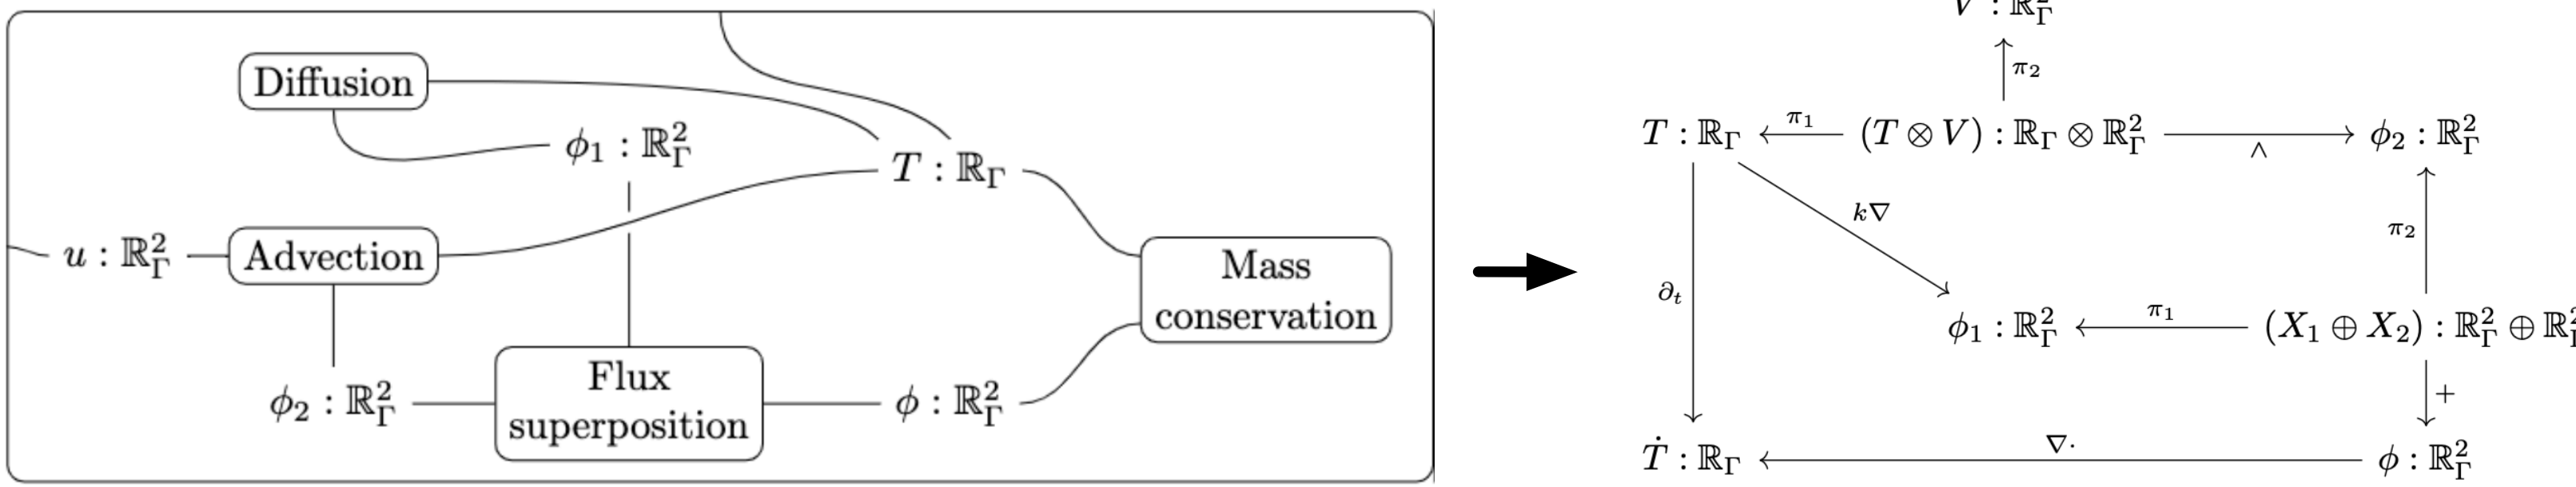 Diffusion
ϕ₁ : ℝ²_Γ
T : ℝ_Γ
u : ℝ²_Γ
Advection
Mass
conservation
Flux
superposition
ϕ₂ : ℝ²_Γ
ϕ : ℝ²_Γ
V : ℝ²_Γ
π₂
T : ℝ_Γ
π₁
(T ⊗ V) : ℝ_Γ ⊗ ℝ²_Γ
∧
ϕ₂ : ℝ²_Γ
k∇
π₂
∂ₜ
ϕ₁ : ℝ²_Γ
π₁
(X₁ ⊕ X₂) : ℝ²_Γ ⊕ ℝ²_Γ
+
Ṫ : ℝ_Γ
∇·
ϕ : ℝ²_Γ